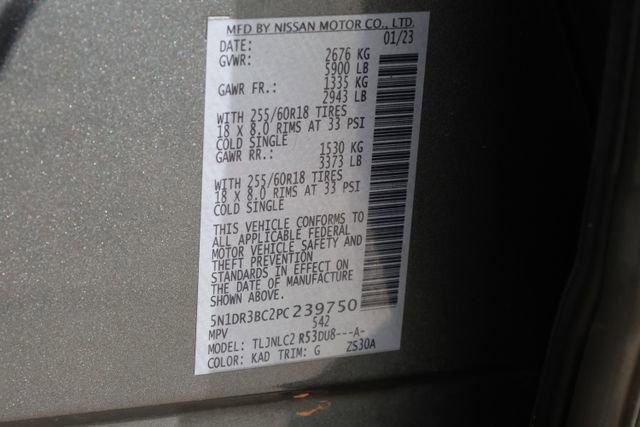 MFD BY NISSAN MOTOR CO., LTD.
DATE: 01/23
GVWR: 2676 KG
5900 LB
GAWR FR.: 1335 KG
2943 LB
WITH 255/60R18 TIRES
18 X 8.0 RIMS AT 33 PSI
COLD SINGLE
GAWR RR.: 1530 KG
3373 LB
WITH 255/60R18 TIRES
18 X 8.0 RIMS AT 33 PSI
COLD SINGLE
THIS VEHICLE CONFORMS TO
ALL APPLICABLE FEDERAL
MOTOR VEHICLE SAFETY AND
THEFT PREVENTION
STANDARDS IN EFFECT ON
THE DATE OF MANUFACTURE
SHOWN ABOVE.
5N1DR3BC2PC239750
MPV 542
MODEL: TLJNLC2 R53DU8---A-
COLOR: KAD TRIM: G ZS30A